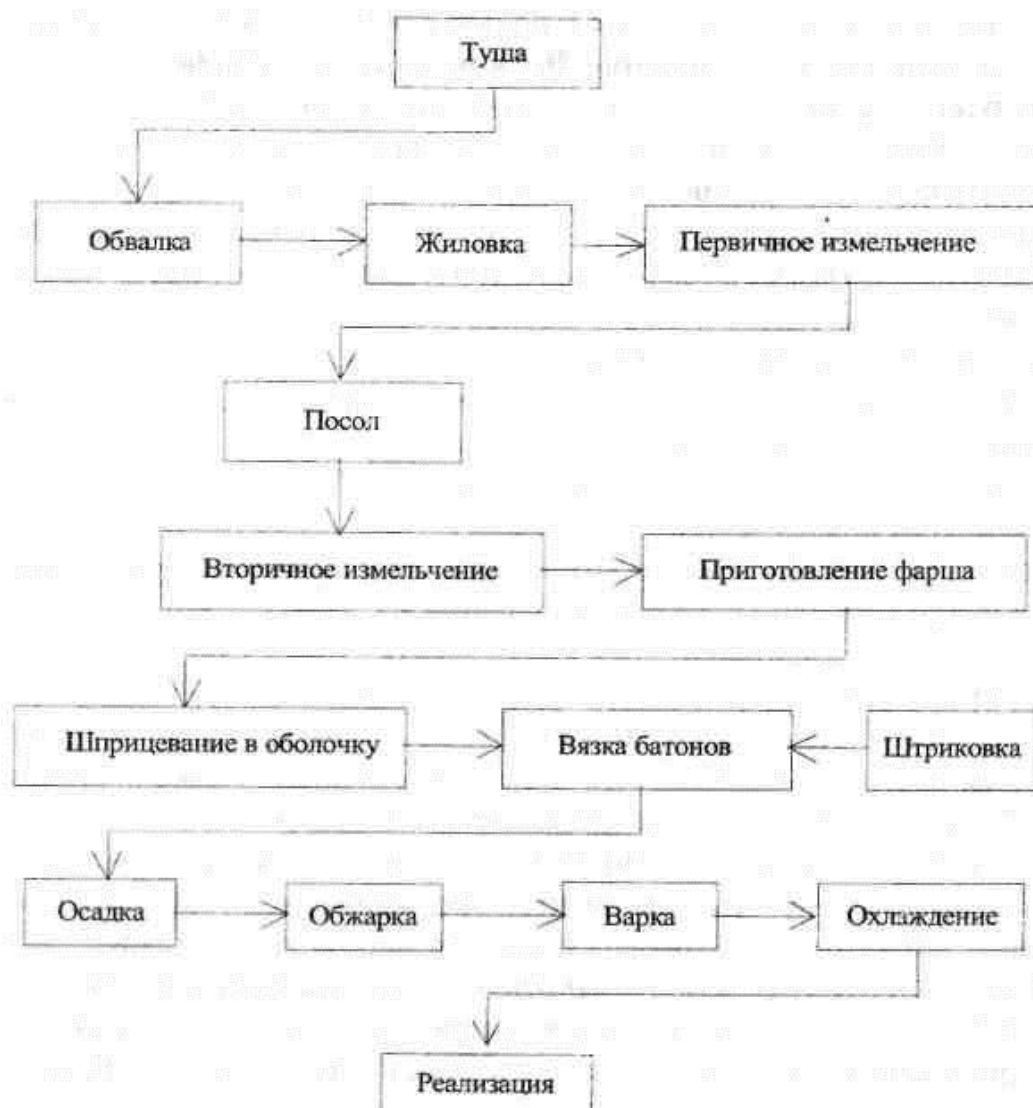 Туша
Обвалка
Жиловка
Первичное измельчение
Посол
Вторичное измельчение
Приготовление фарша
Шприцевание в оболочку
Вязка батонов
Штриковка
Осадка
Обжарка
Варка
Охлаждение
Реализация